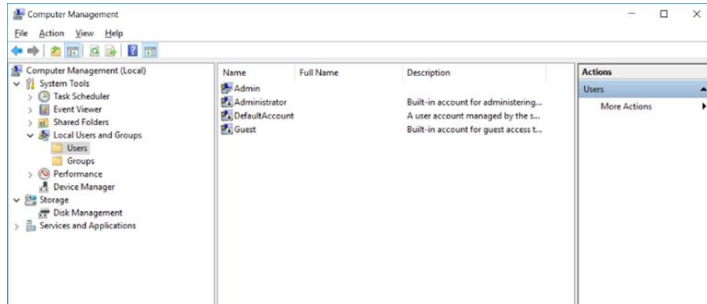 Computer Management
File Action View Help
Computer Management (Local)
System Tools
Task Scheduler
Event Viewer
Shared Folders
Local Users and Groups
Users
Groups
Performance
Device Manager
Storage
Disk Management
Services and Applications
Name Full Name Description
Admin
Administrator Built-in account for administering...
DefaultAccount A user account managed by the s...
Guest Built-in account for guest access t...
Actions
Users
More Actions